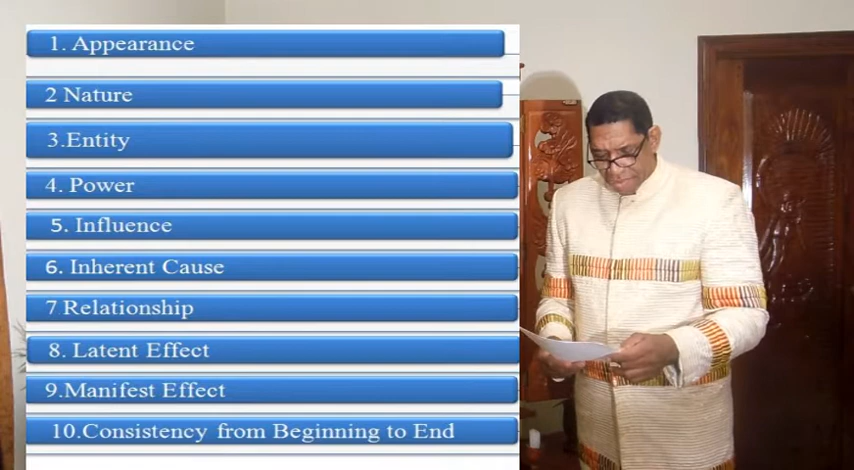 1. Appearance
2 Nature
3.Entity
4. Power
5. Influence
6. Inherent Cause
7.Relationship
8. Latent Effect
9.Manifest Effect
10.Consistency from Beginning to End